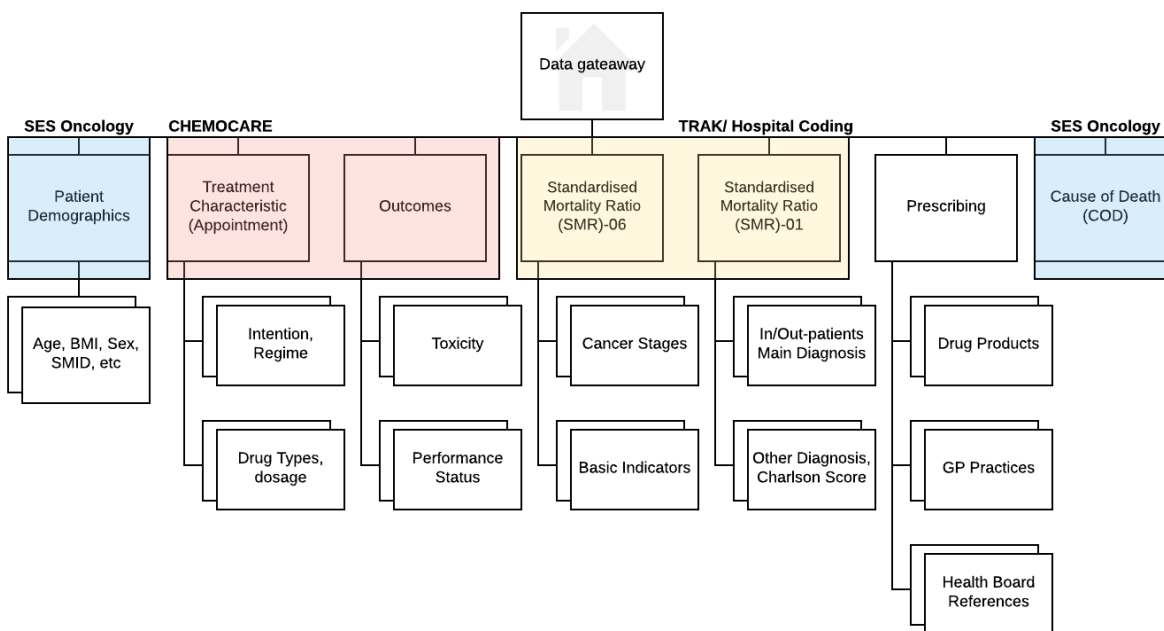 Data gateaway
SES Oncology
CHEMOCARE
TRAK/ Hospital Coding
SES Oncology
Patient
Demographics
Treatment
Characteristic
(Appointment)
Outcomes
Standardised
Mortality Ratio
(SMR)-06
Standardised
Mortality Ratio
(SMR)-01
Prescribing
Cause of Death
(COD)
Age, BMI, Sex,
SMID, etc
Intention,
Regime
Toxicity
Cancer Stages
In/Out-patients
Main Diagnosis
Drug Products
Drug Types,
dosage
Performance
Status
Basic Indicators
Other Diagnosis,
Charlson Score
GP Practices
Health Board
References